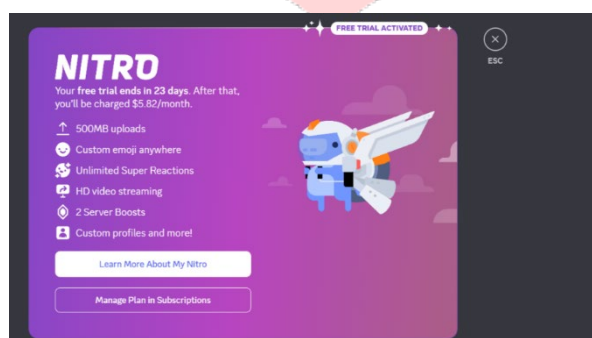 FREE TRIAL ACTIVATED
ESC
NITRO
Your free trial ends in 23 days. After that,
you'll be charged $5.82/month.
500MB uploads
Custom emoji anywhere
Unlimited Super Reactions
HD video streaming
2 Server Boosts
Custom profiles and more!
Learn More About My Nitro
Manage Plan in Subscriptions